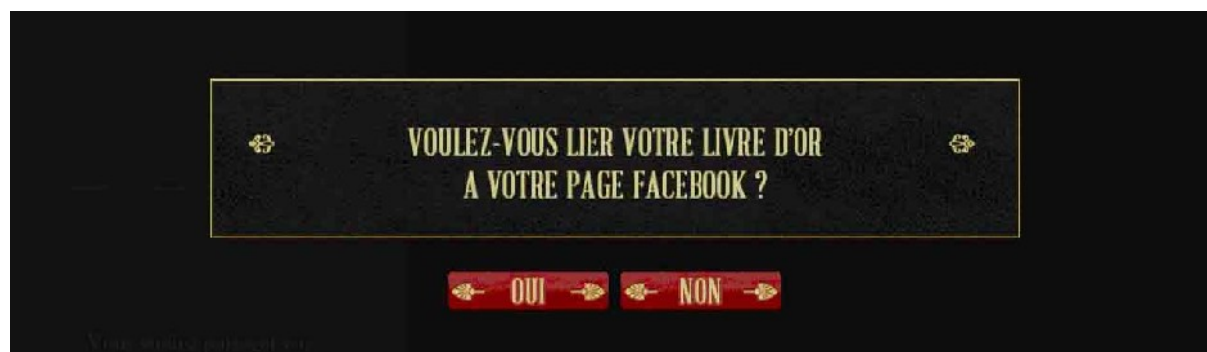 VOULEZ-VOUS LIER VOTRE LIVRE D'OR
A VOTRE PAGE FACEBOOK ?
OUI
NON